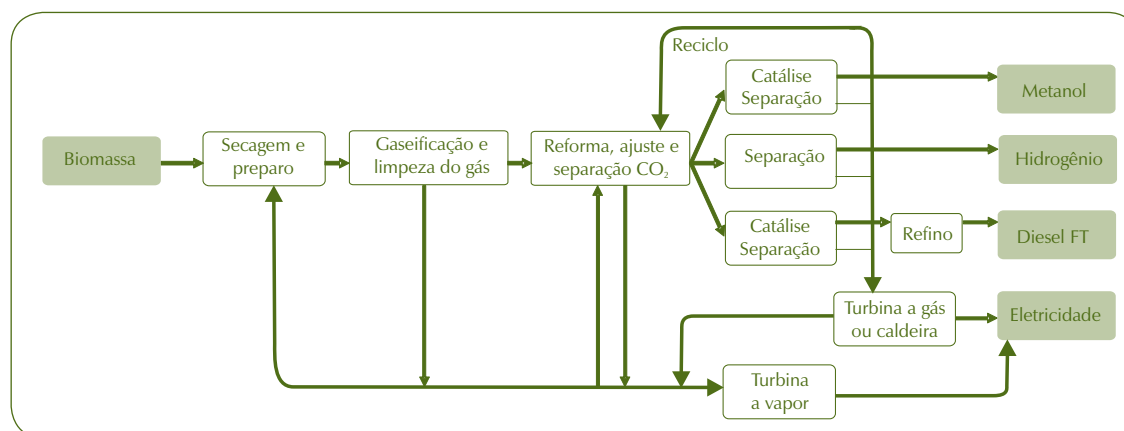 Reciclo
Biomassa
Secagem e
preparo
Gaseificação e
limpeza do gás
Reforma, ajuste e
separação CO₂
Catálise
Separação
Metanol
Separação
Hidrogênio
Catálise
Separação
Refino
Diesel FT
Turbina a gás
ou caldeira
Eletricidade
Turbina
a vapor